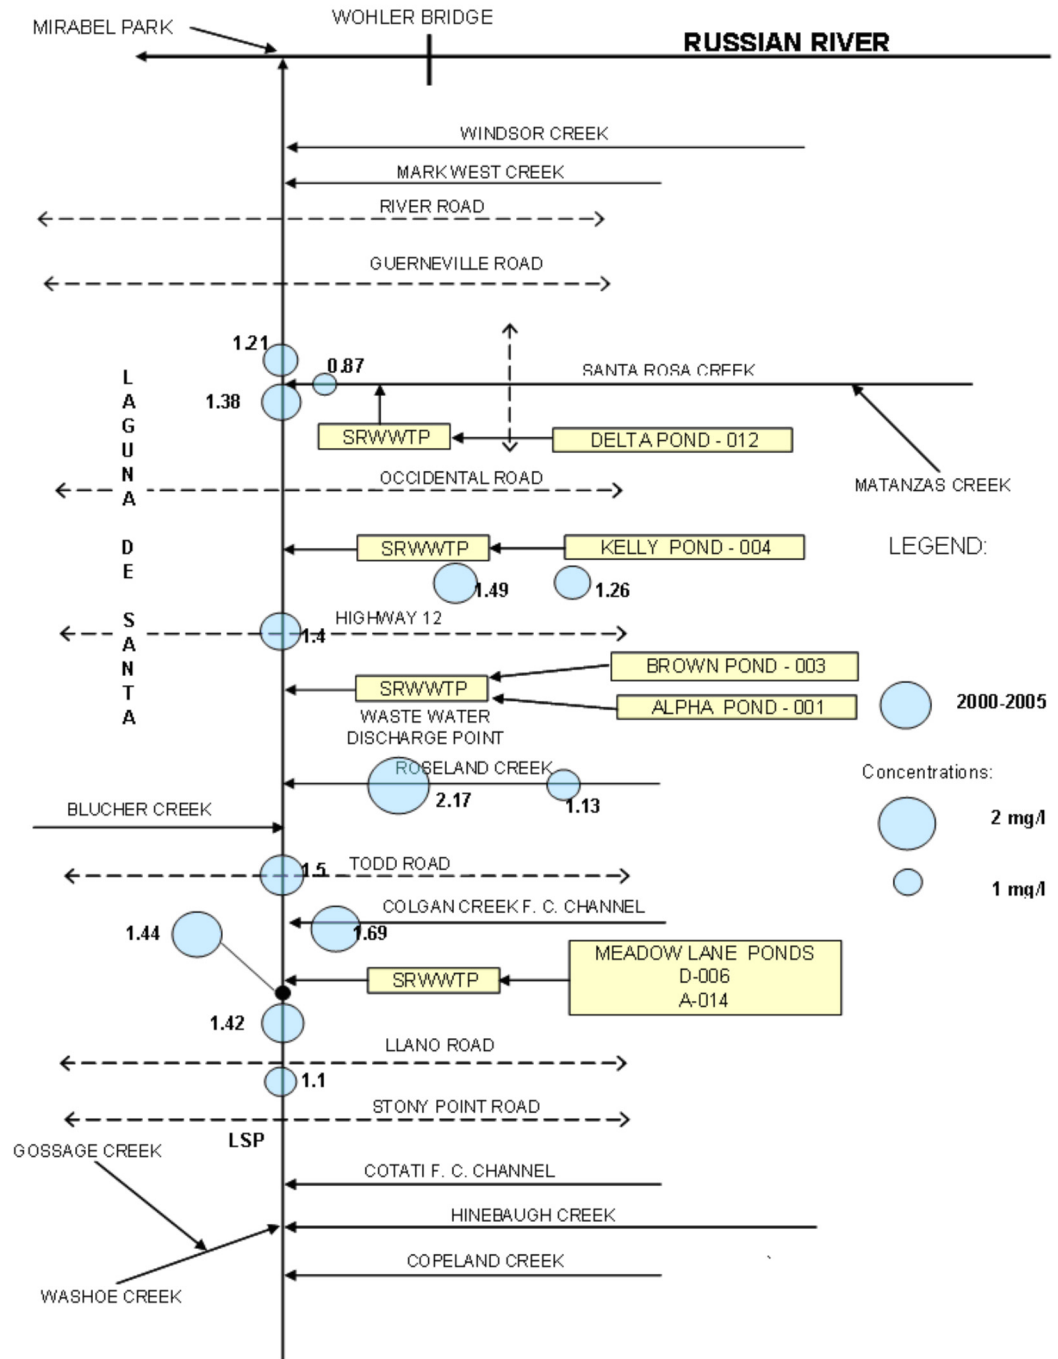 WOHLER BRIDGE
MIRABEL PARK
RUSSIAN RIVER
WINDSOR CREEK
MARK WEST CREEK
RIVER ROAD
GUERNEVILLE ROAD
1.21
0.87
SANTA ROSA CREEK
1.38
SRWWTP
DELTA POND - 012
OCCIDENTAL ROAD
MATANZAS CREEK
LAGUNA
DE
SANTA
SRWWTP
KELLY POND - 004
LEGEND:
1.49
1.26
HIGHWAY 12
1.4
BROWN POND - 003
SRWWTP
ALPHA POND - 001
2000-2005
WASTE WATER
DISCHARGE POINT
ROSELAND CREEK
Concentrations:
2.17
1.13
BLUCHER CREEK
2 mg/l
TODD ROAD
1.5
1 mg/l
COLGAN CREEK F. C. CHANNEL
1.44
1.69
MEADOW LANE PONDS
D-006
A-014
SRWWTP
1.42
LLANO ROAD
1.1
STONY POINT ROAD
LSP
GOSSAGE CREEK
COTATI F. C. CHANNEL
HINEBAUGH CREEK
COPELAND CREEK
WASHOE CREEK